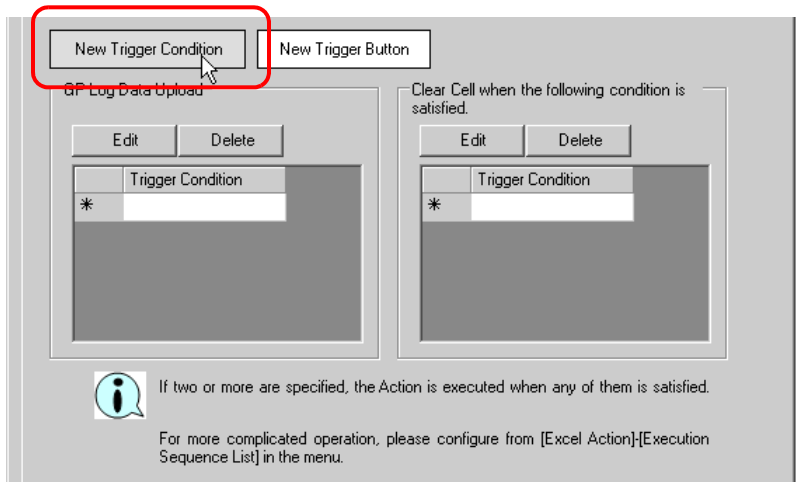 New Trigger Condition
New Trigger Button
GP Log Data Upload
Edit
Delete
Trigger Condition
*
Clear Cell when the following condition is
satisfied.
Edit
Delete
Trigger Condition
*
If two or more are specified, the Action is executed when any of them is satisfied.
For more complicated operation, please configure from [Excel Action]-[Execution
Sequence List] in the menu.